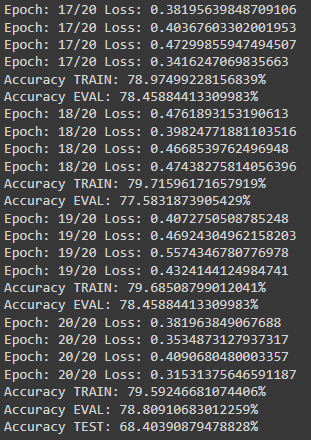 Epoch: 17/20 Loss: 0.38195639848709106
Epoch: 17/20 Loss: 0.40367603302001953
Epoch: 17/20 Loss: 0.47299855947494507
Epoch: 17/20 Loss: 0.3416247069835663
Accuracy TRAIN: 78.97499228156839%
Accuracy EVAL: 78.45884413309983%
Epoch: 18/20 Loss: 0.4761893153190613
Epoch: 18/20 Loss: 0.39824771881103516
Epoch: 18/20 Loss: 0.4668539762496948
Epoch: 18/20 Loss: 0.47438275814056396
Accuracy TRAIN: 79.71596171657919%
Accuracy EVAL: 77.5831873905429%
Epoch: 19/20 Loss: 0.4072750508785248
Epoch: 19/20 Loss: 0.46924304962158203
Epoch: 19/20 Loss: 0.5574346780776978
Epoch: 19/20 Loss: 0.4324144124984741
Accuracy TRAIN: 79.68508799012041%
Accuracy EVAL: 78.45884413309983%
Epoch: 20/20 Loss: 0.381963849067688
Epoch: 20/20 Loss: 0.3534873127937317
Epoch: 20/20 Loss: 0.4090680480003357
Epoch: 20/20 Loss: 0.31531375646591187
Accuracy TRAIN: 79.59246681074406%
Accuracy EVAL: 78.80910683012259%
Accuracy TEST: 68.40390879478828%